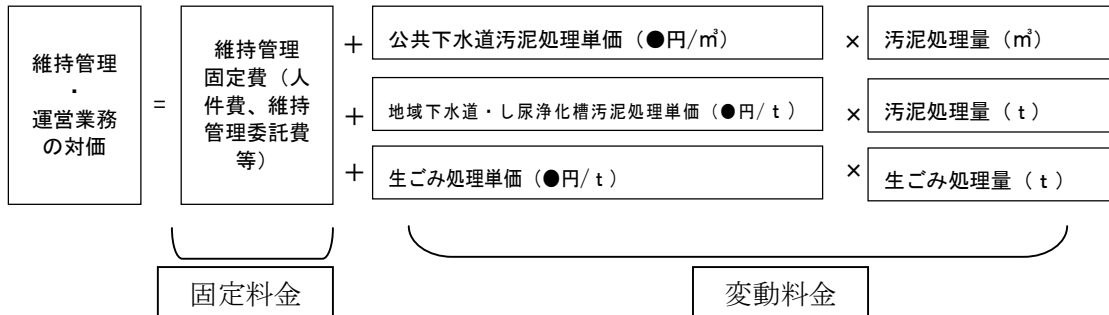 維持管理
・
運営業務
の対価
=
維持管理
固定費（人
件費、維持
管理委託費
等）
+ 公共下水道汚泥処理単価（●円/㎥） × 汚泥処理量（㎥）
+ 地域下水道・し尿浄化槽汚泥処理単価（●円/ｔ） × 汚泥処理量（ｔ）
+ 生ごみ処理単価（●円/ｔ） × 生ごみ処理量（ｔ）
固定料金
変動料金